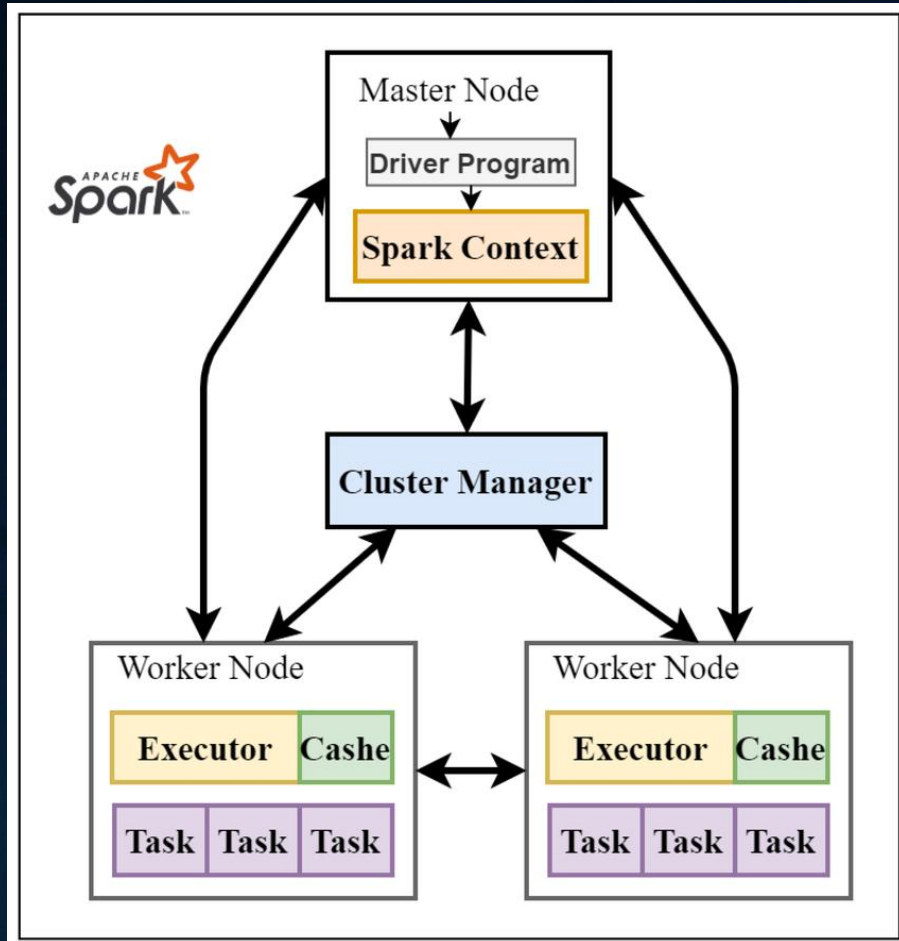 Master Node
Driver Program
APACHE
Spark™
Spark Context
Cluster Manager
Worker Node
Executor Cashe
Task Task Task
Worker Node
Executor Cashe
Task Task Task